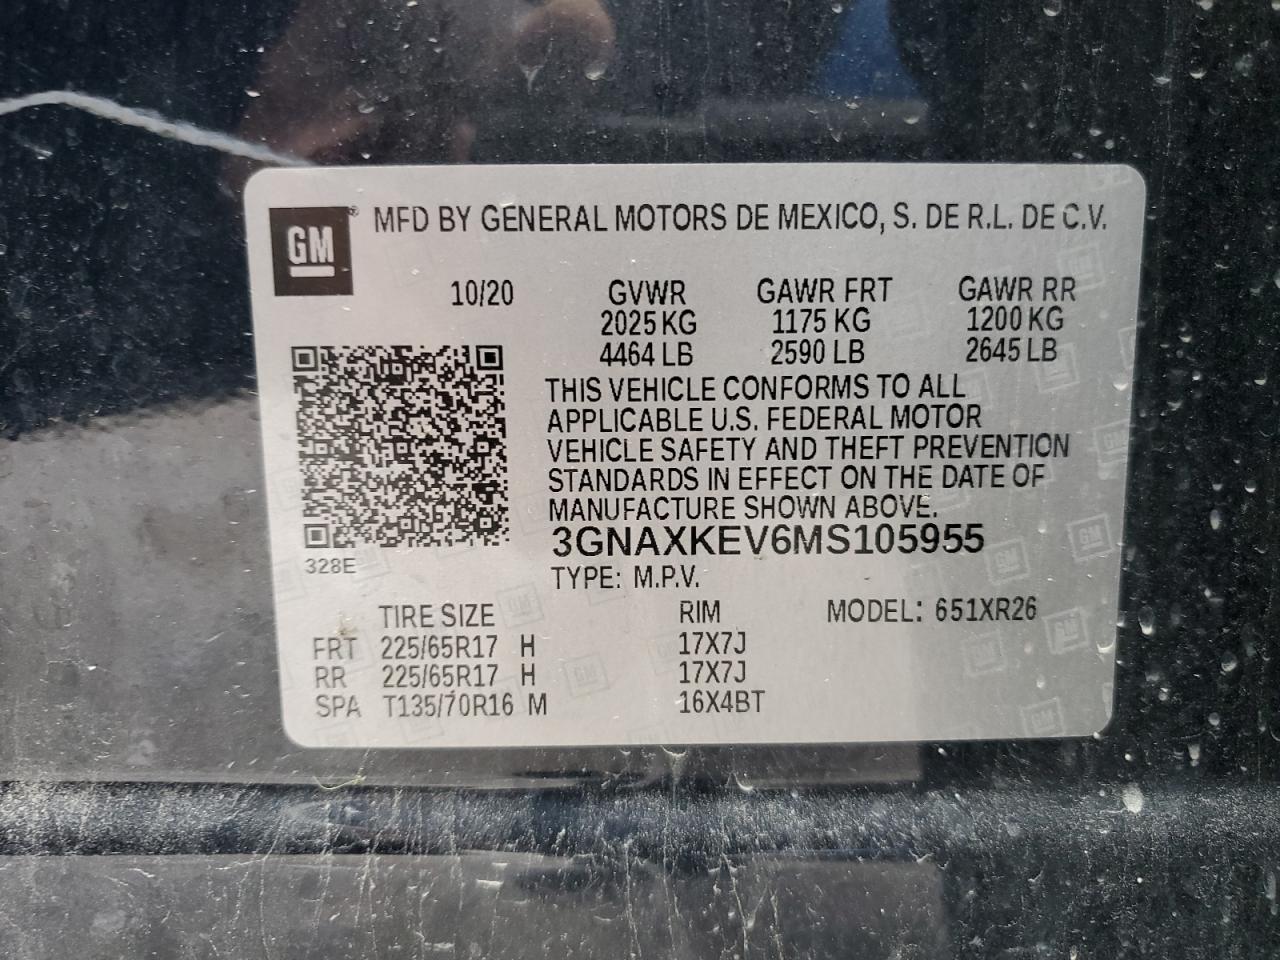 GM ® MFD BY GENERAL MOTORS DE MEXICO, S. DE R.L. DE C.V.
10/20 GVWR GAWR FRT GAWR RR
2025 KG 1175 KG 1200 KG
4464 LB 2590 LB 2645 LB
THIS VEHICLE CONFORMS TO ALL
APPLICABLE U.S. FEDERAL MOTOR
VEHICLE SAFETY AND THEFT PREVENTION
STANDARDS IN EFFECT ON THE DATE OF
MANUFACTURE SHOWN ABOVE.
3GNAXKEV6MS105955
328E
TYPE: M.P.V.
TIRE SIZE RIM MODEL: 651XR26
FRT 225/65R17 H 17X7J
RR 225/65R17 H 17X7J
SPA T135/70R16 M 16X4BT